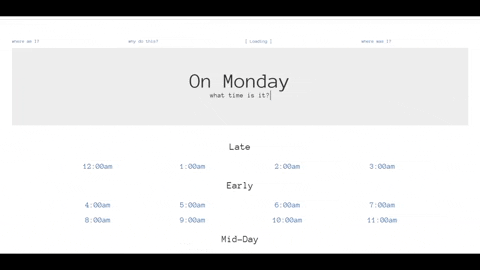 where am i? why do this? [ Loading ] where was i?
On Monday
what time is it?
Late
12:00am 1:00am 2:00am 3:00am
Early
4:00am 5:00am 6:00am 7:00am
8:00am 9:00am 10:00am 11:00am
Mid-Day